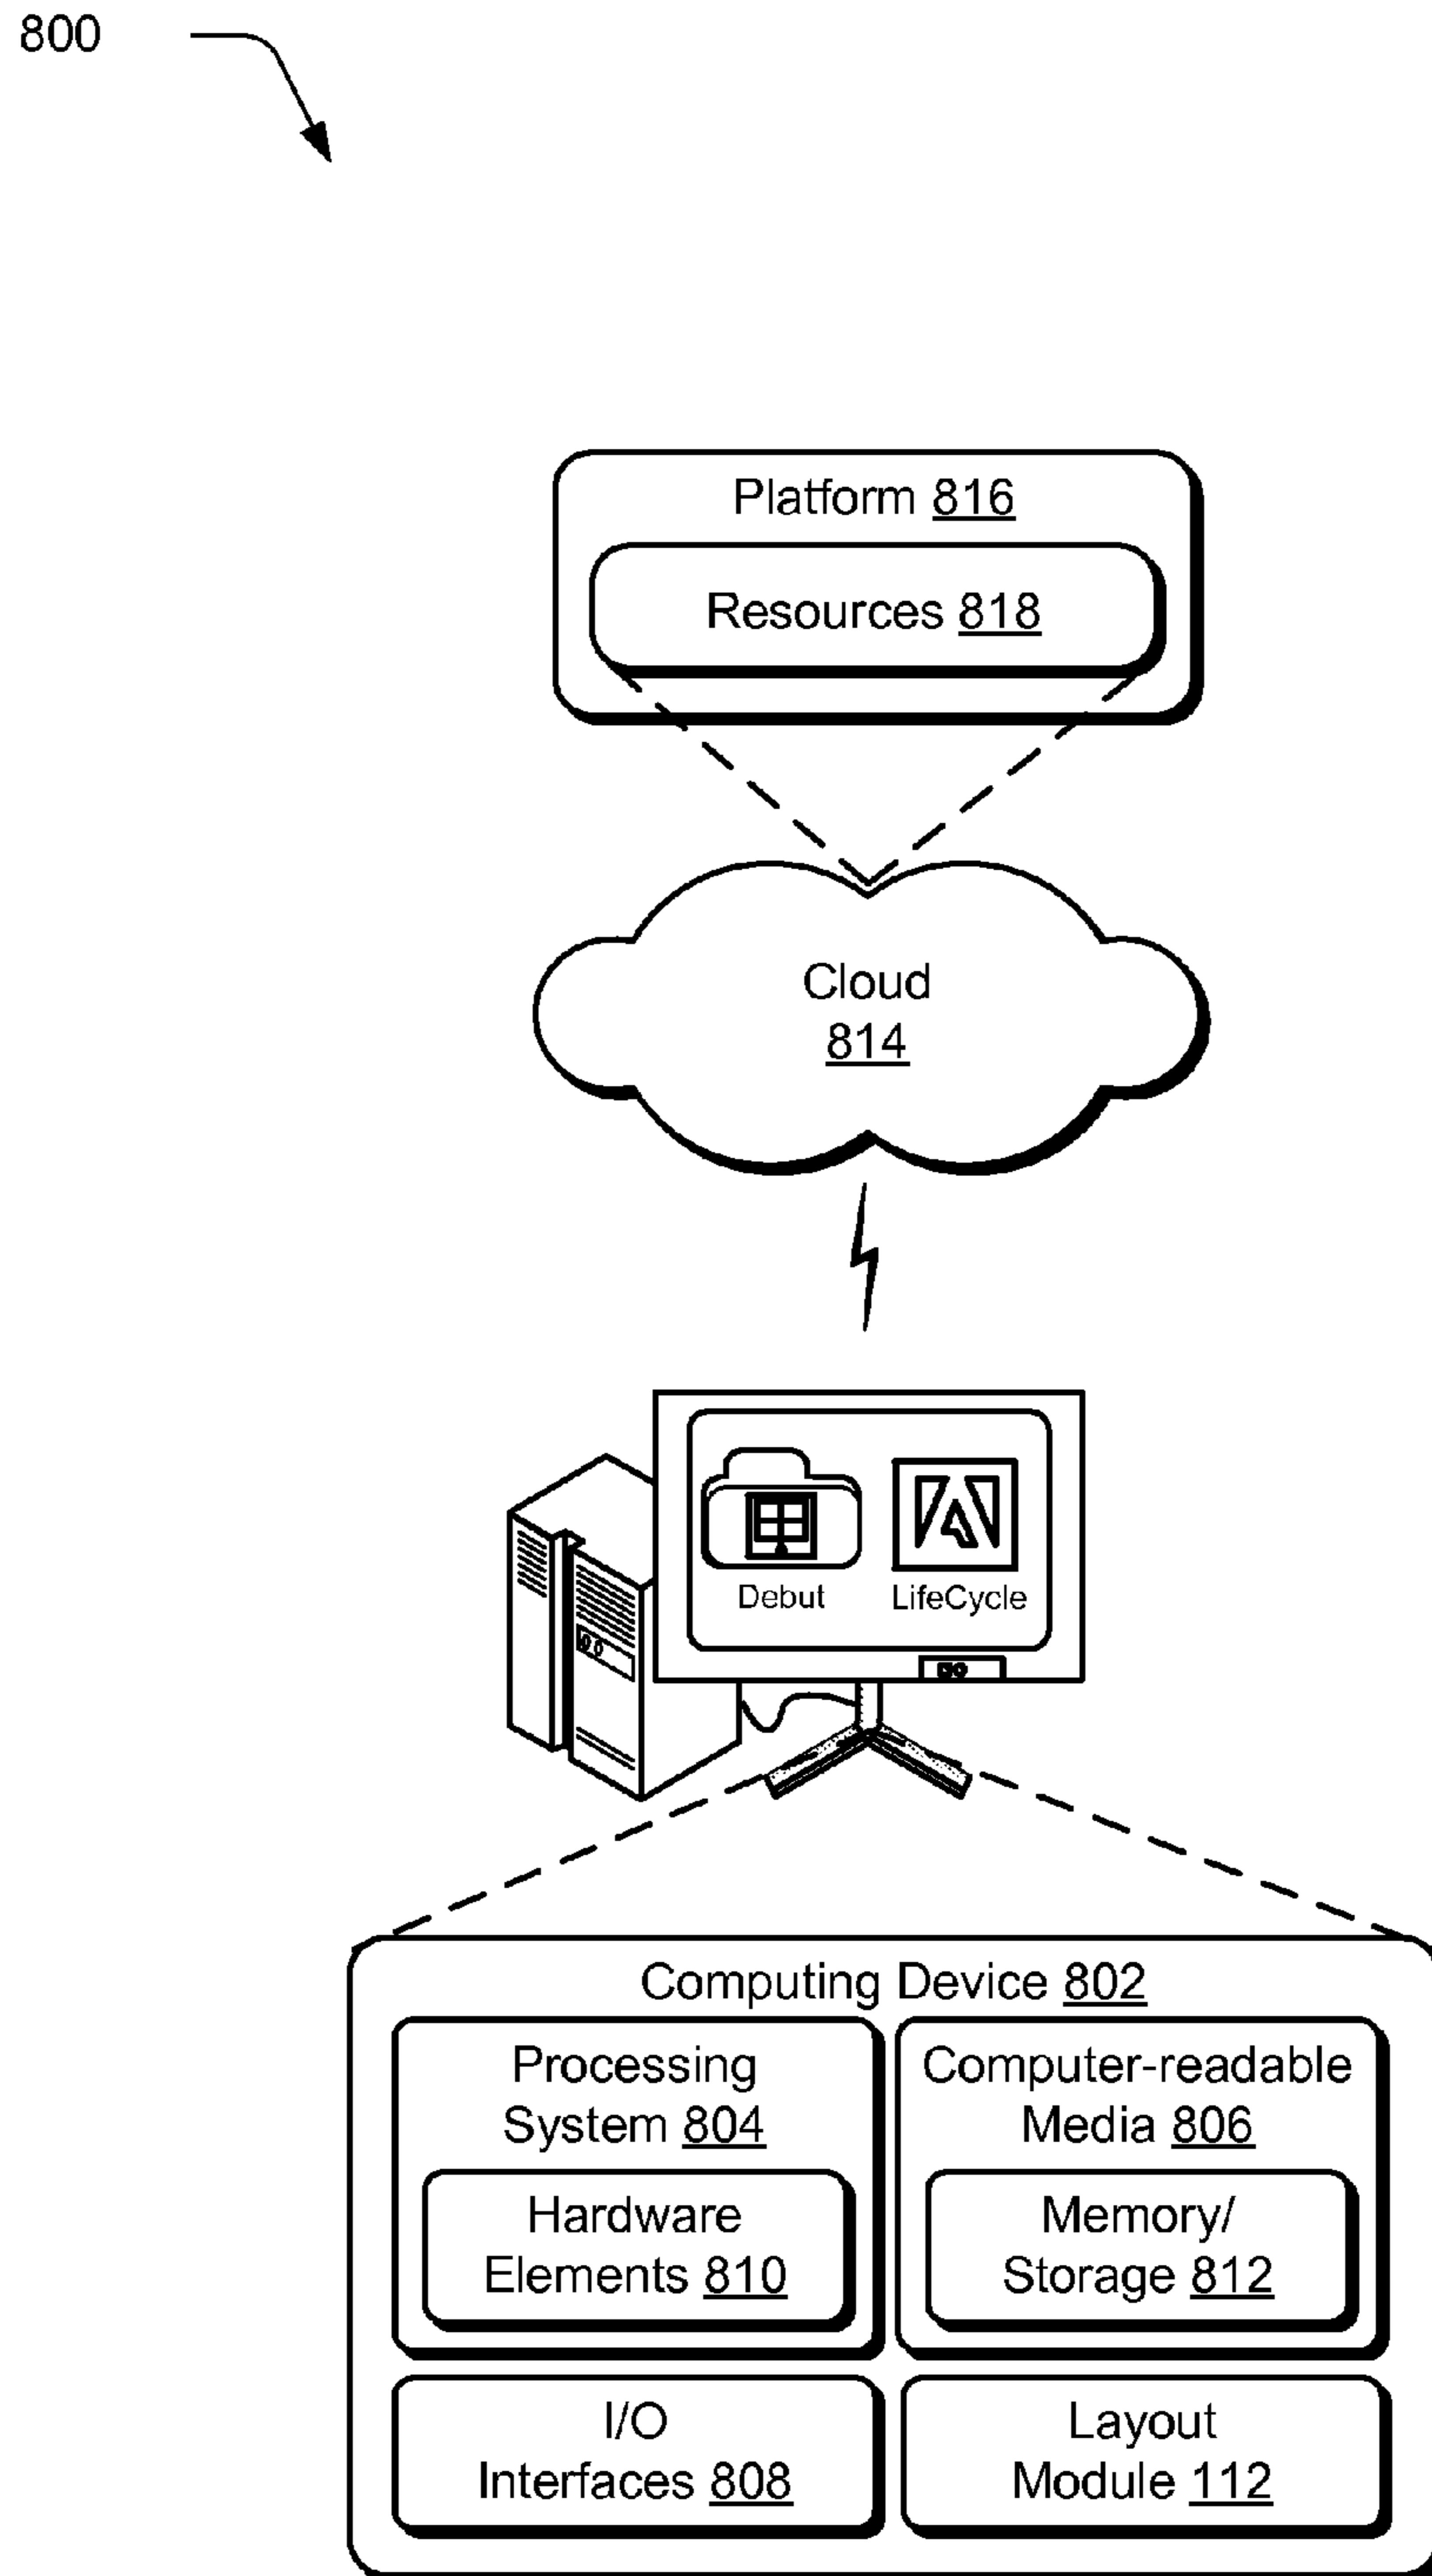 800
Platform 816
Resources 818
Cloud
814
Debut
LifeCycle
Computing Device 802
Processing
System 804
Hardware
Elements 810
Computer-readable
Media 806
Memory/
Storage 812
I/O
Interfaces 808
Layout
Module 112